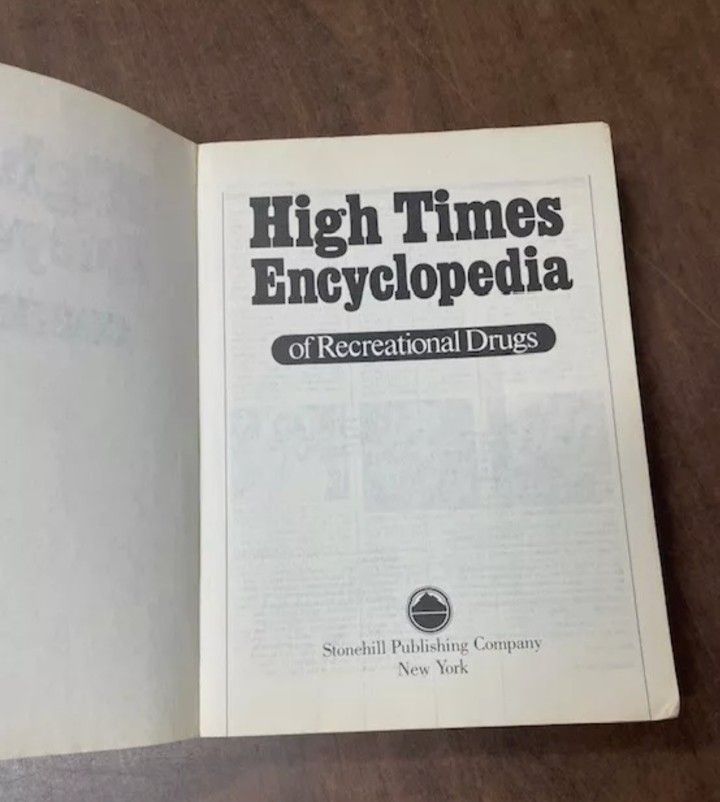 High Times
Encyclopedia
of Recreational Drugs
Stonehill Publishing Company
New York